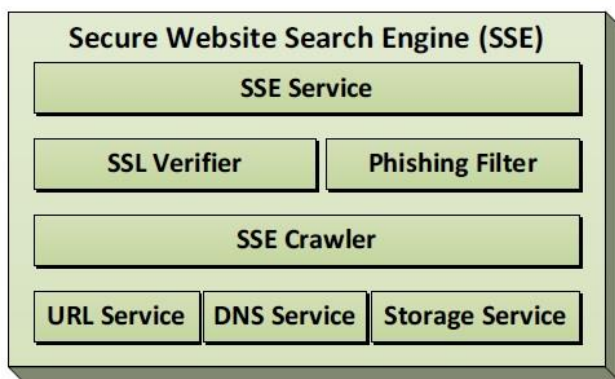 Secure Website Search Engine (SSE)
SSE Service
SSL Verifier Phishing Filter
SSE Crawler
URL Service DNS Service Storage Service